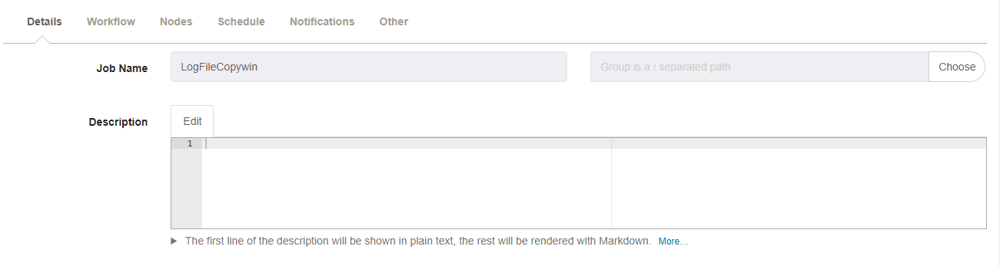 Details Workflow Nodes Schedule Notifications Other
Job Name LogFileCopywin Group is a / separated path Choose
Description Edit
1
The first line of the description will be shown in plain text, the rest will be rendered with Markdown. More...